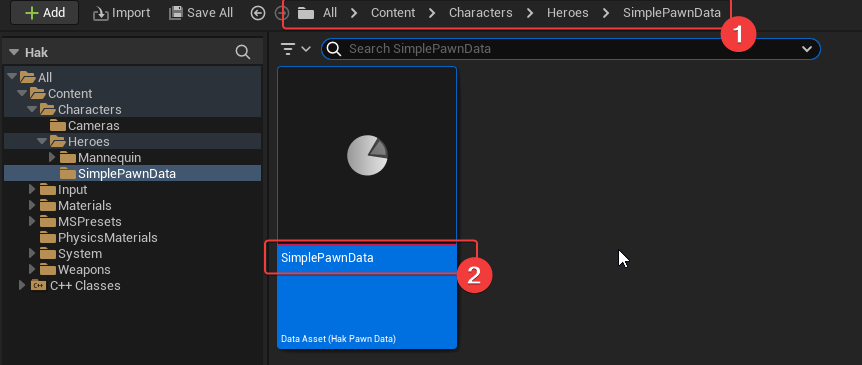 Add Import Save All All > Content > Characters > Heroes > SimplePawnData
1
Hak
Search SimplePawnData
All
Content
Characters
Cameras
Heroes
Mannequin
SimplePawnData
Input
Materials
MSPresets
PhysicsMaterials
System
Weapons
C++ Classes
SimplePawnData
2
Data Asset (Hak Pawn Data)